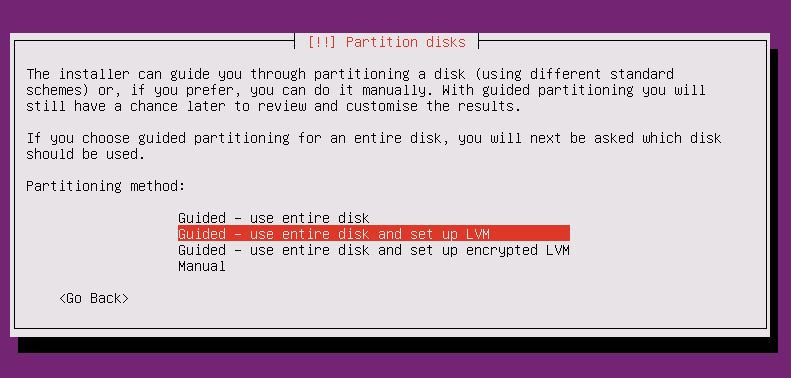 [!!] Partition disks
The installer can guide you through partitioning a disk (using different standard
schemes) or, if you prefer, you can do it manually. With guided partitioning you will
still have a chance later to review and customise the results.
If you choose guided partitioning for an entire disk, you will next be asked which disk
should be used.
Partitioning method:
Guided - use entire disk
Guided - use entire disk and set up LVM
Guided - use entire disk and set up encrypted LVM
Manual
<Go Back>